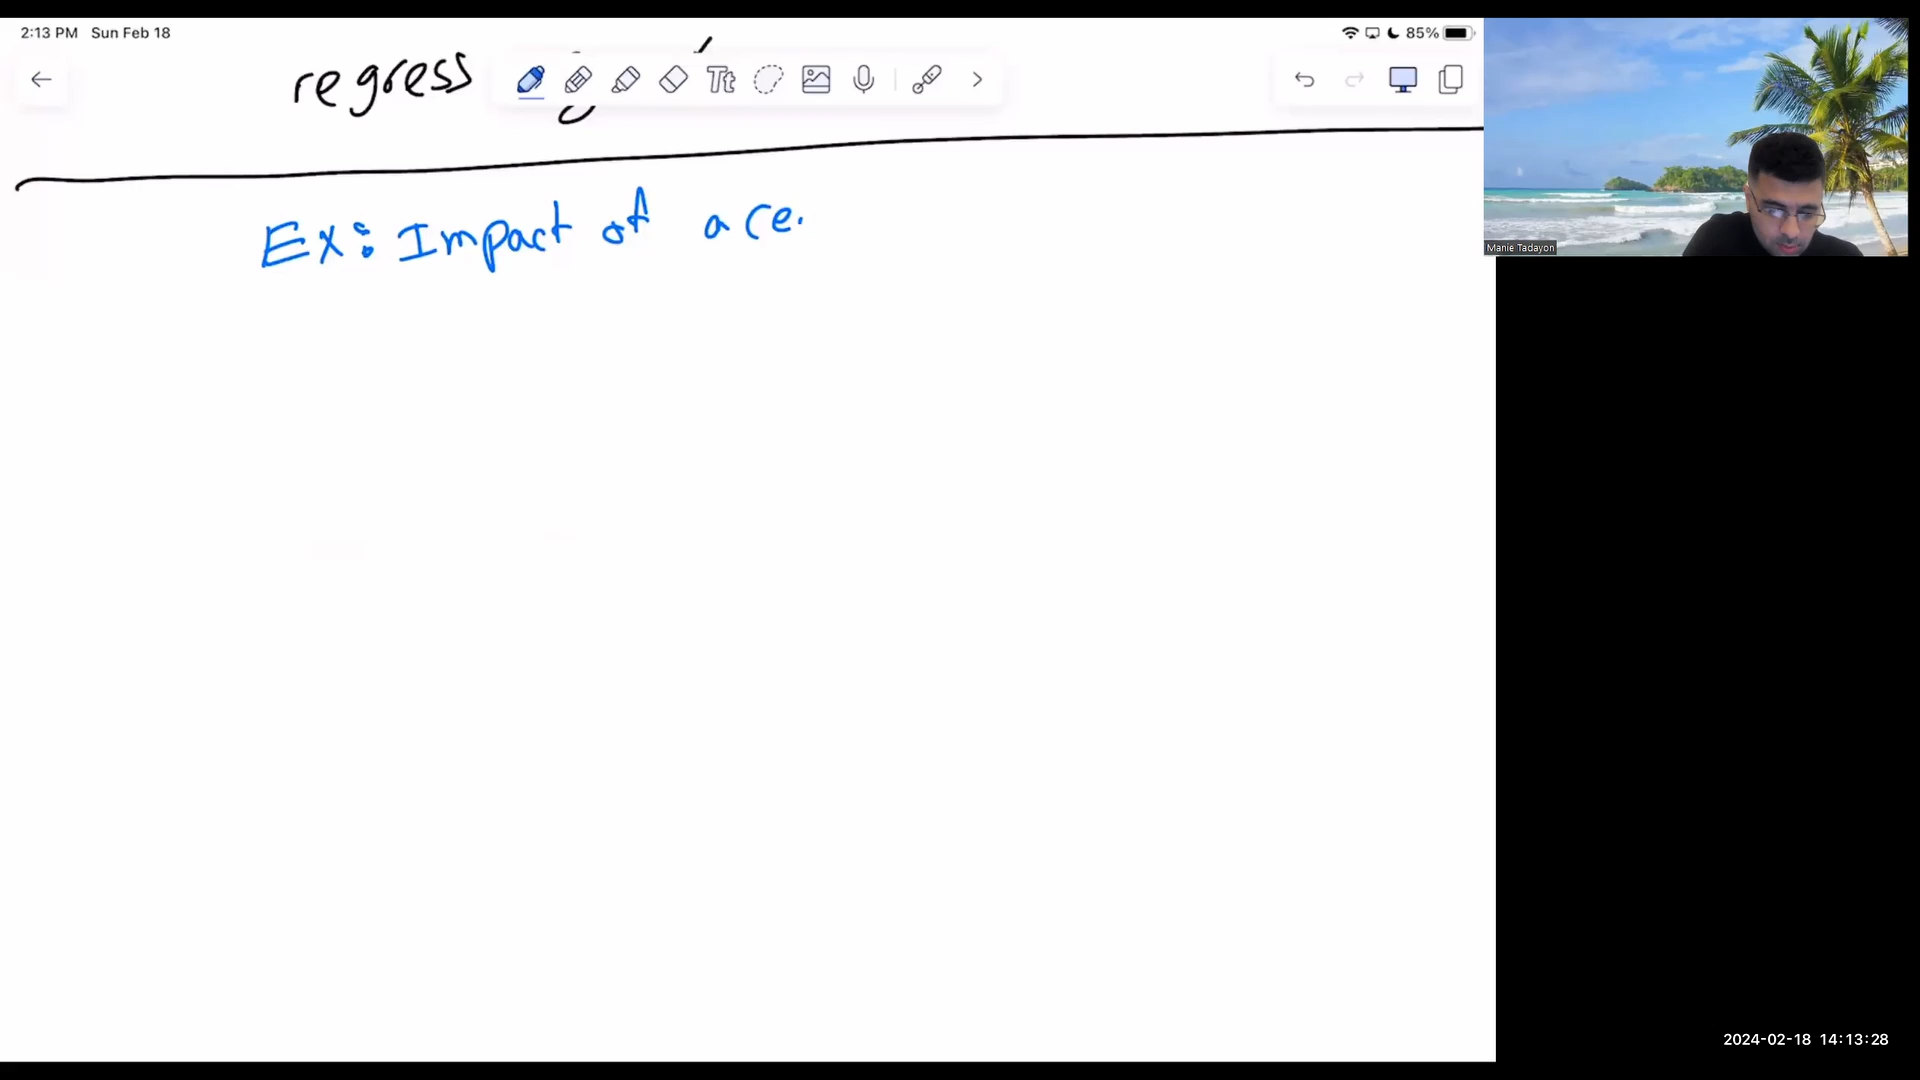 2:13 PM Sun Feb 18
85%
regress
Tt
Ex: Impact of a ce.
Manie Tadayon
2024-02-18 14:13:28